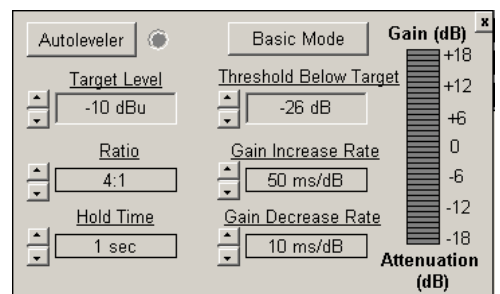 Autoleveler
Basic Mode
Gain (dB)
x
Target Level
-10 dBu
Threshold Below Target
-26 dB
Ratio
4:1
Gain Increase Rate
50 ms/dB
Hold Time
1 sec
Gain Decrease Rate
10 ms/dB
+18
+12
+6
0
-6
-12
-18
Attenuation
(dB)